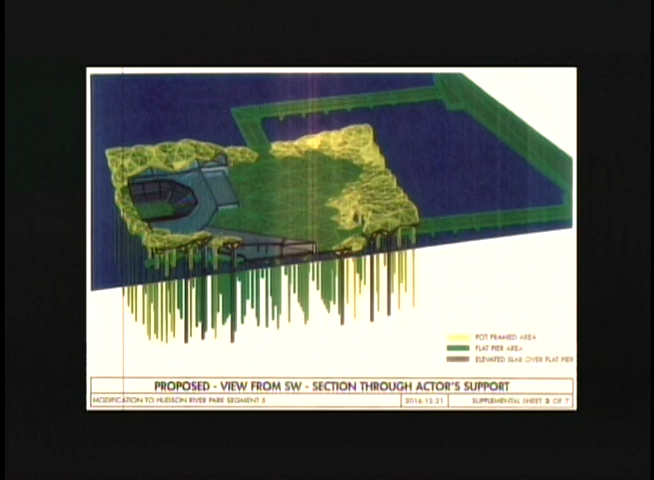 POT FRAMED AREA
FLAT PIER AREA
ELEVATED SLAB OVER FLAT PIER
PROPOSED - VIEW FROM SW - SECTION THROUGH ACTOR'S SUPPORT
MODIFICATION TO HUDSON RIVER PARK SEGMENT 5 2016.12.21 SUPPLEMENTAL SHEET 3 OF 7